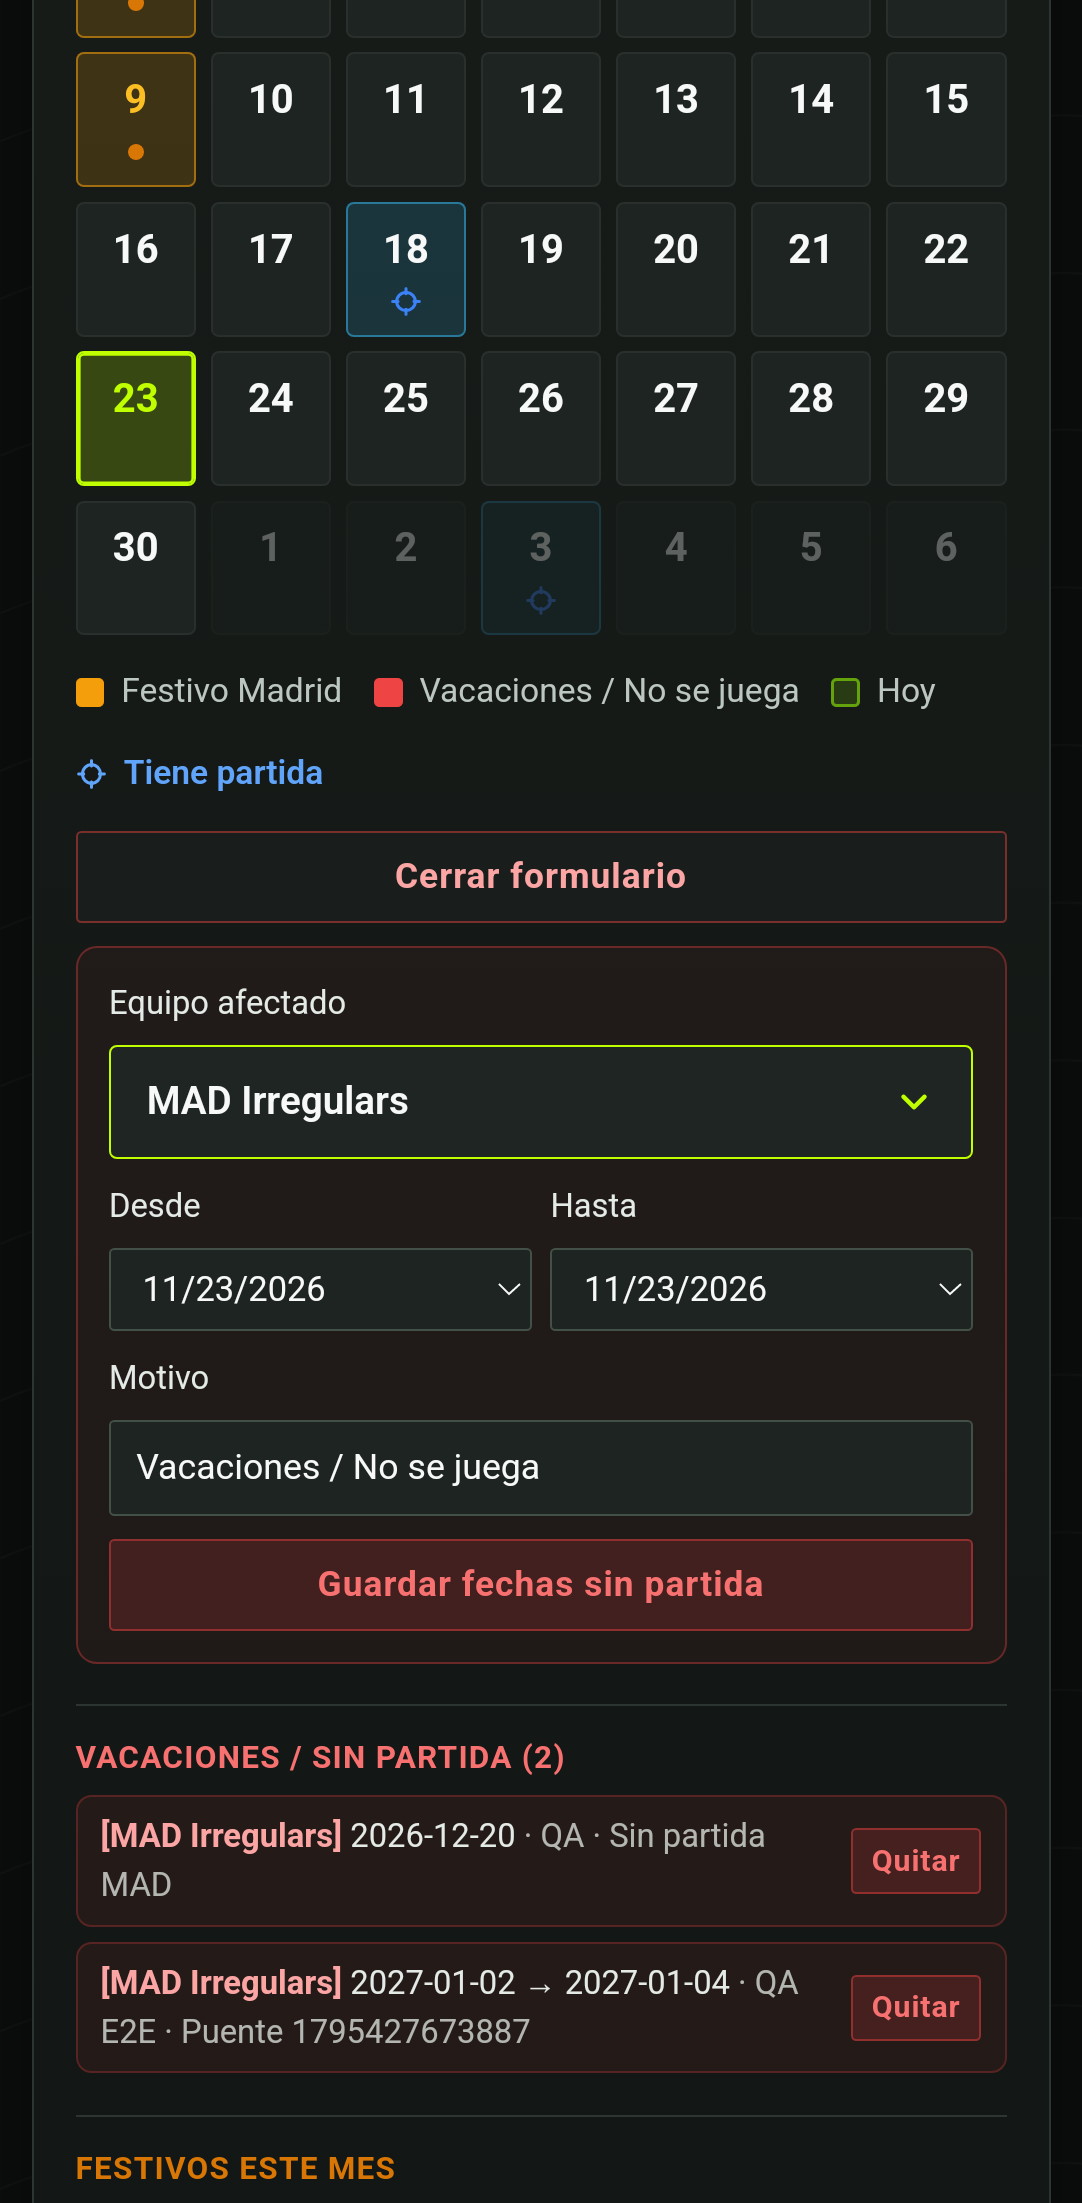 9 10 11 12 13 14 15
16 17 18 19 20 21 22
23 24 25 26 27 28 29
30 1 2 3 4 5 6
Festivo Madrid Vacaciones / No se juega Hoy
Tiene partida
Cerrar formulario
Equipo afectado
MAD Irregulars
Desde Hasta
11/23/2026 11/23/2026
Motivo
Vacaciones / No se juega
Guardar fechas sin partida
VACACIONES / SIN PARTIDA (2)
[MAD Irregulars] 2026-12-20 · QA · Sin partida
MAD
Quitar
[MAD Irregulars] 2027-01-02 → 2027-01-04 · QA
E2E · Puente 1795427673887
Quitar
FESTIVOS ESTE MES